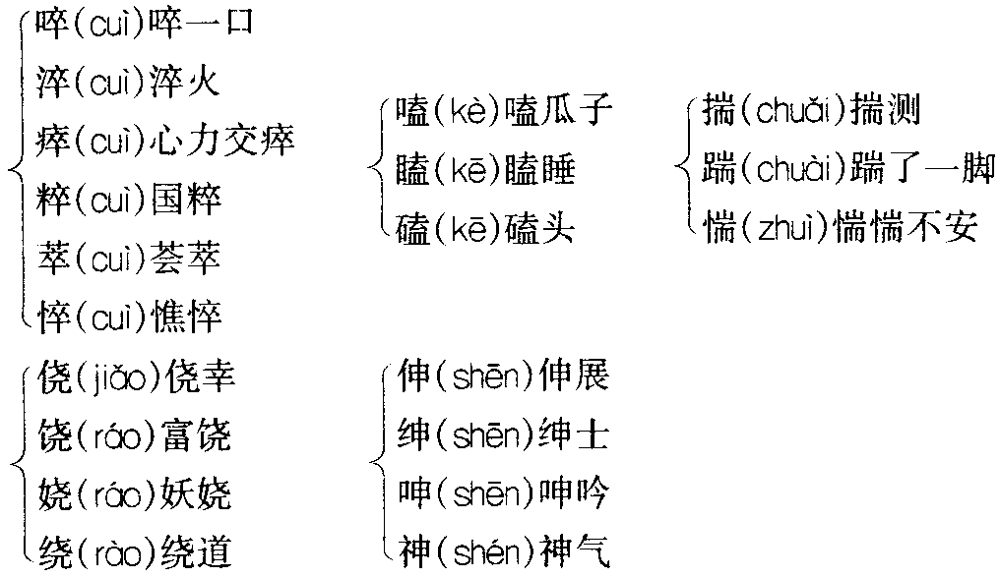 啐(cuì)啐一口
淬(cuì)淬火
瘁(cuì)心力交瘁
粹(cuì)国粹
萃(cuì)荟萃
悴(cuì)憔悴
嗑(kè)嗑瓜子
瞌(kē)瞌睡
磕(kē)磕头
揣(chuǎi)揣测
踹(chuài)踹了一脚
惴(zhuì)惴惴不安
侥(jiǎo)侥幸
饶(ráo)富饶
娆(ráo)妖娆
绕(rào)绕道
伸(shēn)伸展
绅(shēn)绅士
呻(shēn)呻吟
神(shén)神气